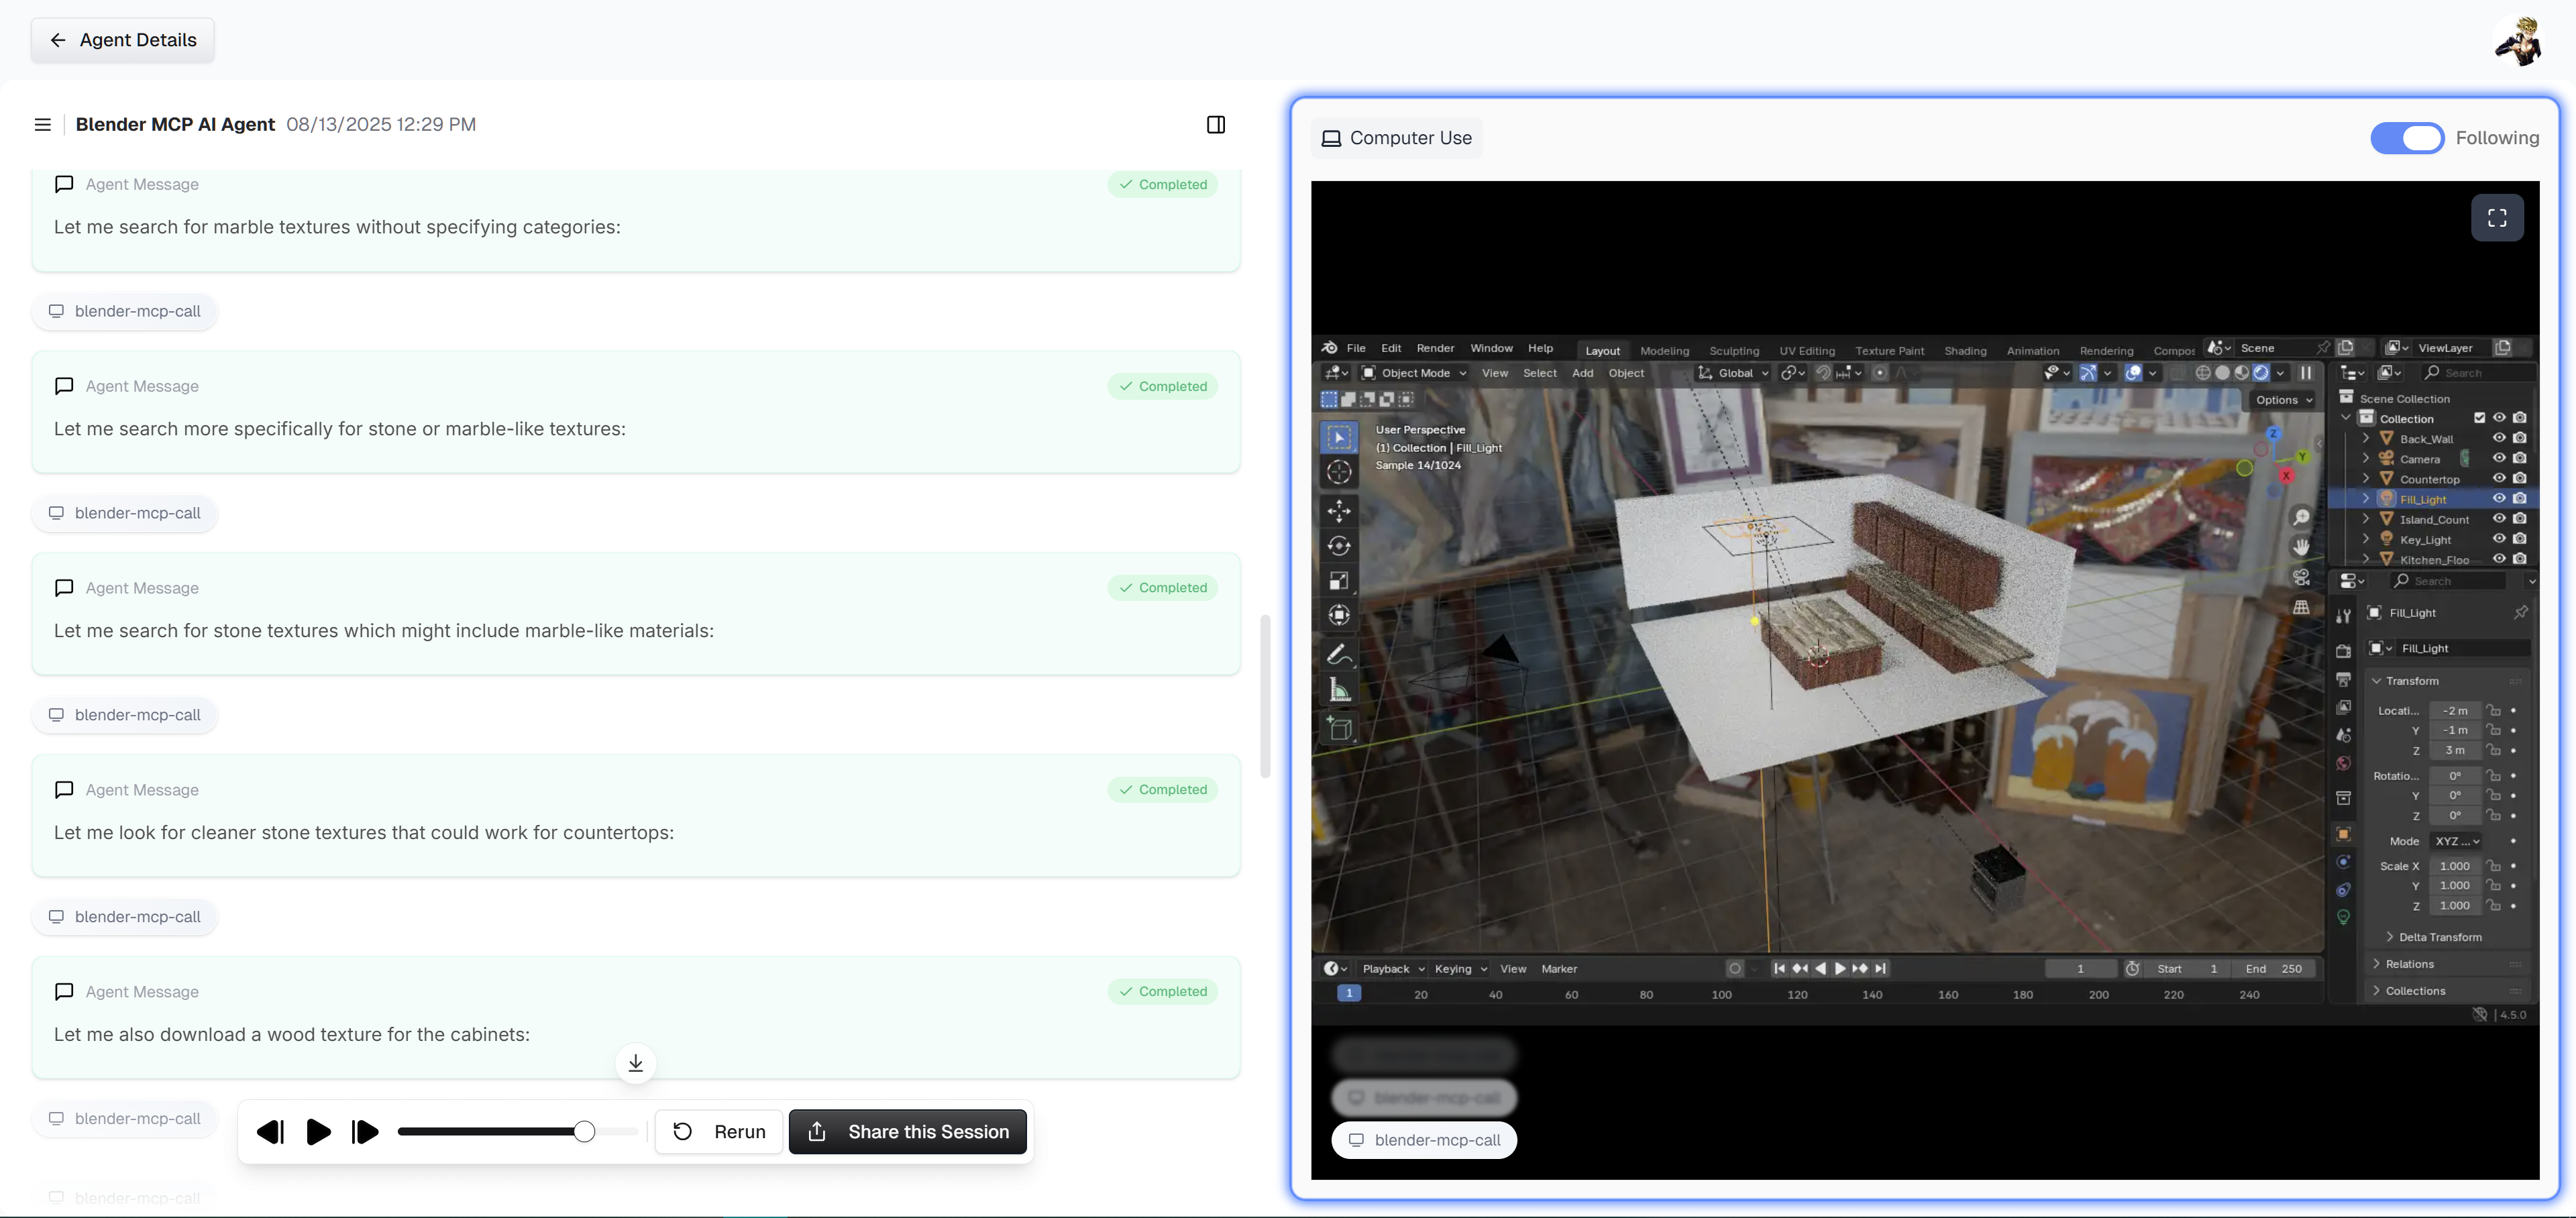 Agent Details
Blender MCP AI Agent 08/13/2025 12:29 PM
Agent Message
Completed
Let me search for marble textures without specifying categories:
blender-mcp-call
Agent Message
Completed
Let me search more specifically for stone or marble-like textures:
blender-mcp-call
Agent Message
Completed
Let me search for stone textures which might include marble-like materials:
blender-mcp-call
Agent Message
Completed
Let me look for cleaner stone textures that could work for countertops:
blender-mcp-call
Agent Message
Completed
Let me also download a wood texture for the cabinets:
blender-mcp-call
Rerun
Share this Session
blender-mcp-call
Computer Use
Following
File Edit Render Window Help Layout Modeling Sculpting UV Editing Texture Paint Shading Animation Rendering Compos Scene ViewLayer
Object Mode View Select Add Object Global Search
Options
User Perspective
(1) Collection | Fill_Light
Sample 14/1024
Z
Y
X
Scene Collection
Collection
Back_Wall
Camera
Countertop
Fill_Light
Island_Count
Key_Light
Kitchen_Floo
Search
Fill_Light
Fill_Light
Transform
Locati... -2 m
Y -1 m
Z 3 m
Rotatio... 0°
Y 0°
Z 0°
Mode XYZ ...
Scale X 1.000
Y 1.000
Z 1.000
Delta Transform
Relations
Collections
Playback Keying View Marker 1 Start 1 End 250
1 20 40 60 80 100 120 140 160 180 200 220 240
4.5.0
blender-mcp-call
blender-mcp-call